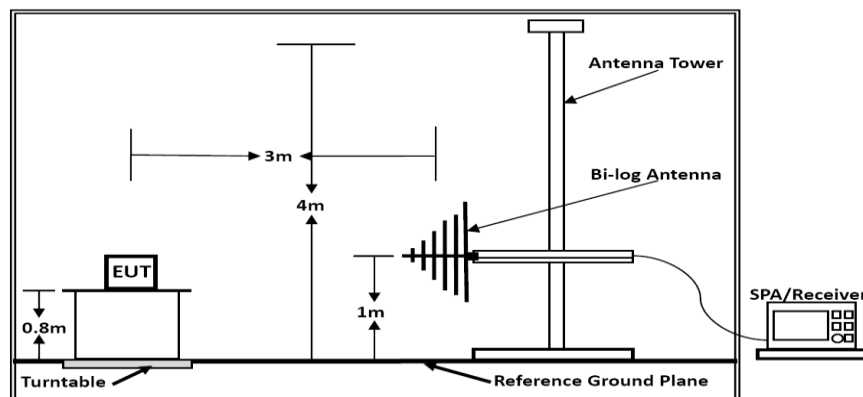 Antenna Tower
3m
Bi-log Antenna
4m
EUT
SPA/Receiver
0.8m
1m
Turntable
Reference Ground Plane